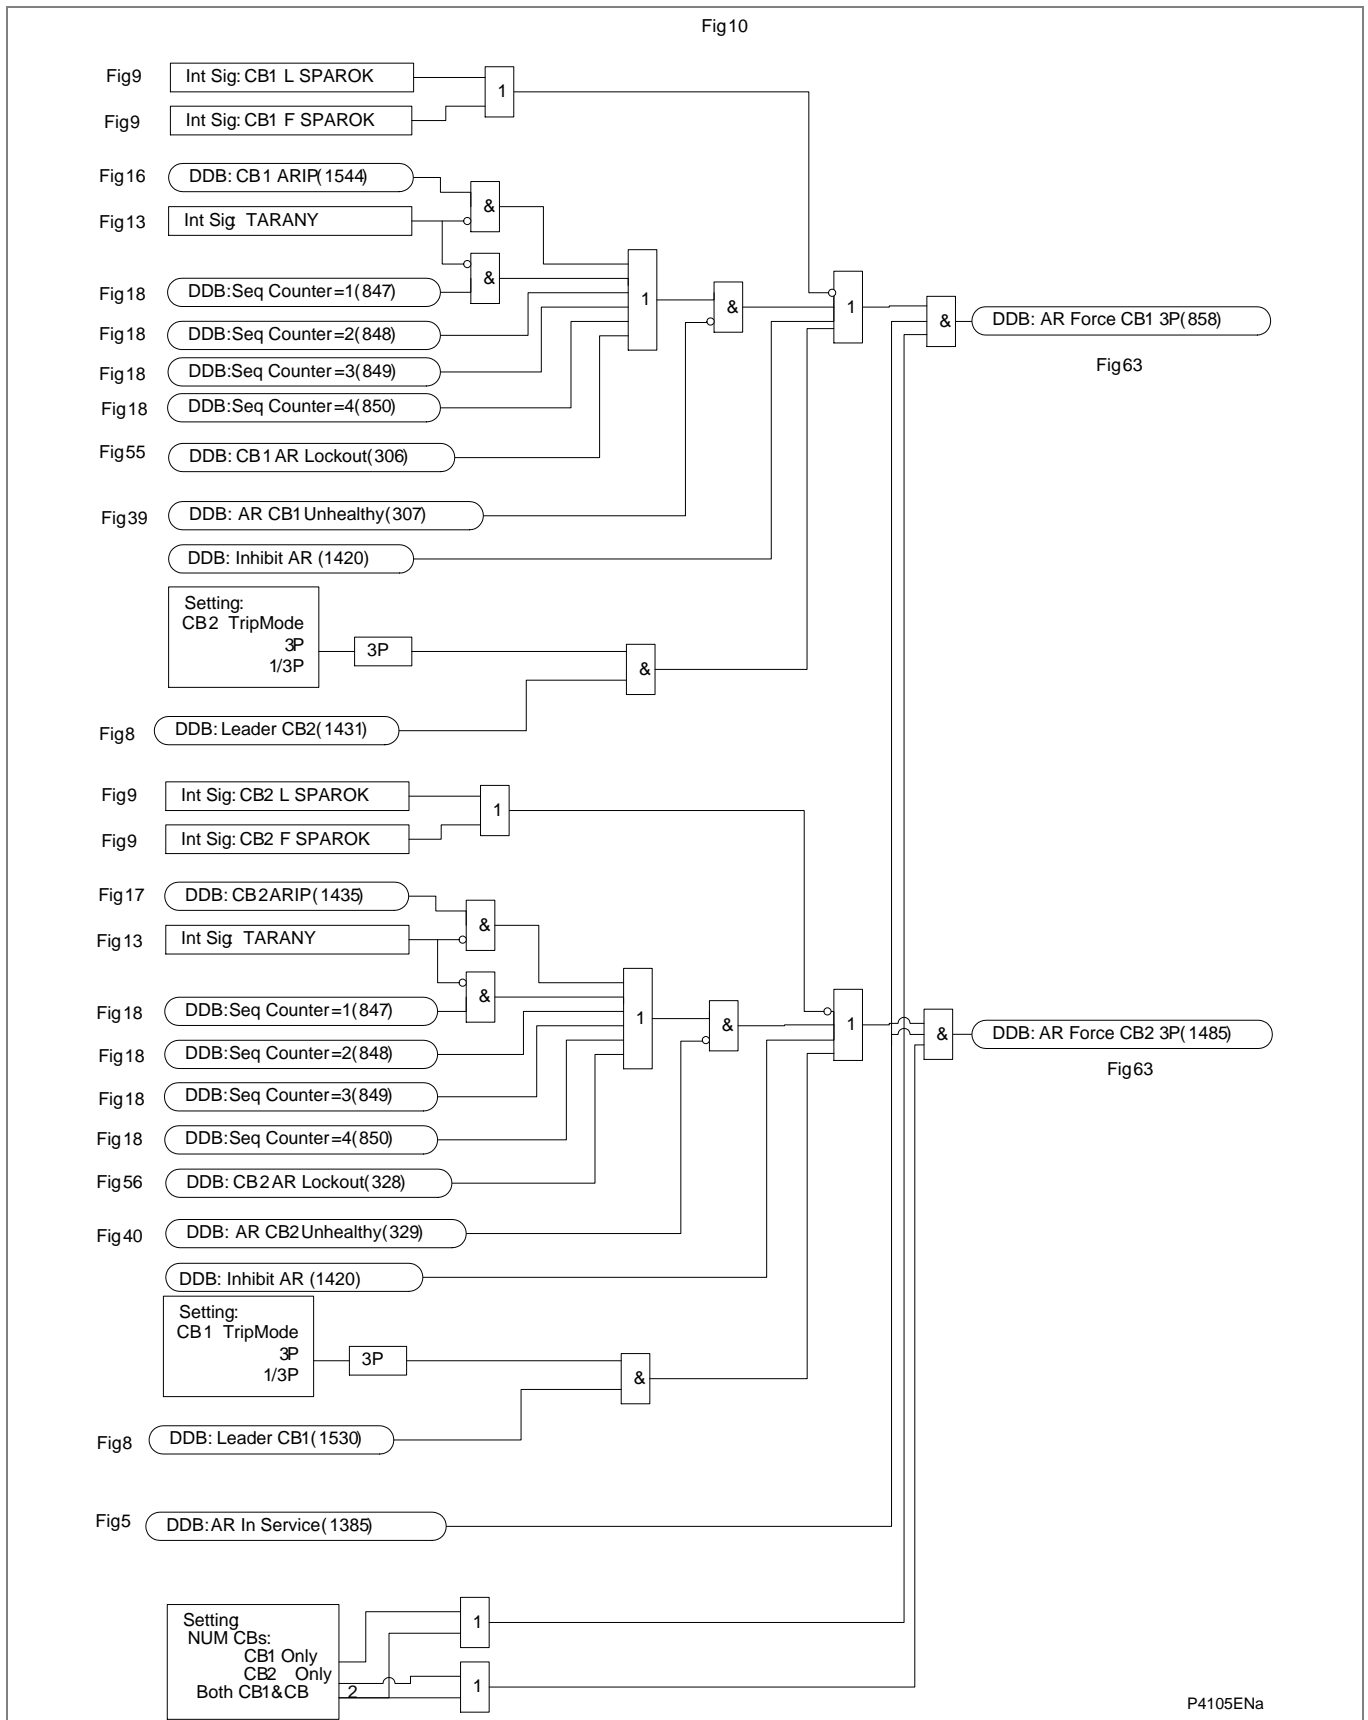 Fig10
Fig9
Int Sig: CB1 L SPAROK
1
Fig9
Int Sig: CB1 F SPAROK
Fig16
DDB: CB1 ARIP(1544)
&
Fig13
Int Sig: TARANY
&
Fig18
DDB:Seq Counter=1(847)
1
&
1
Fig18
DDB:Seq Counter=2(848)
&
DDB: AR Force CB1 3P(858)
Fig63
Fig18
DDB:Seq Counter=3(849)
Fig18
DDB:Seq Counter=4(850)
Fig55
DDB: CB1 AR Lockout(306)
Fig39
DDB: AR CB1 Unhealthy(307)
DDB: Inhibit AR (1420)
Setting:
CB2 TripMode
3P
1/3P
3P
&
Fig8
DDB: Leader CB2(1431)
Fig9
Int Sig: CB2 L SPAROK
1
Fig9
Int Sig: CB2 F SPAROK
Fig17
DDB: CB2ARIP(1435)
&
Fig13
Int Sig: TARANY
&
Fig18
DDB:Seq Counter=1(847)
1
&
1
&
DDB: AR Force CB2 3P(1485)
Fig63
Fig18
DDB:Seq Counter=2(848)
Fig18
DDB:Seq Counter=3(849)
Fig18
DDB:Seq Counter=4(850)
Fig56
DDB: CB2AR Lockout(328)
Fig40
DDB: AR CB2Unhealthy(329)
DDB: Inhibit AR (1420)
Setting:
CB1 TripMode
3P
1/3P
3P
&
Fig8
DDB: Leader CB1(1530)
Fig5
DDB:AR In Service(1385)
Setting
NUM CBs:
CB1 Only
CB2 Only
Both CB1&CB 2
1
1
P4105ENa